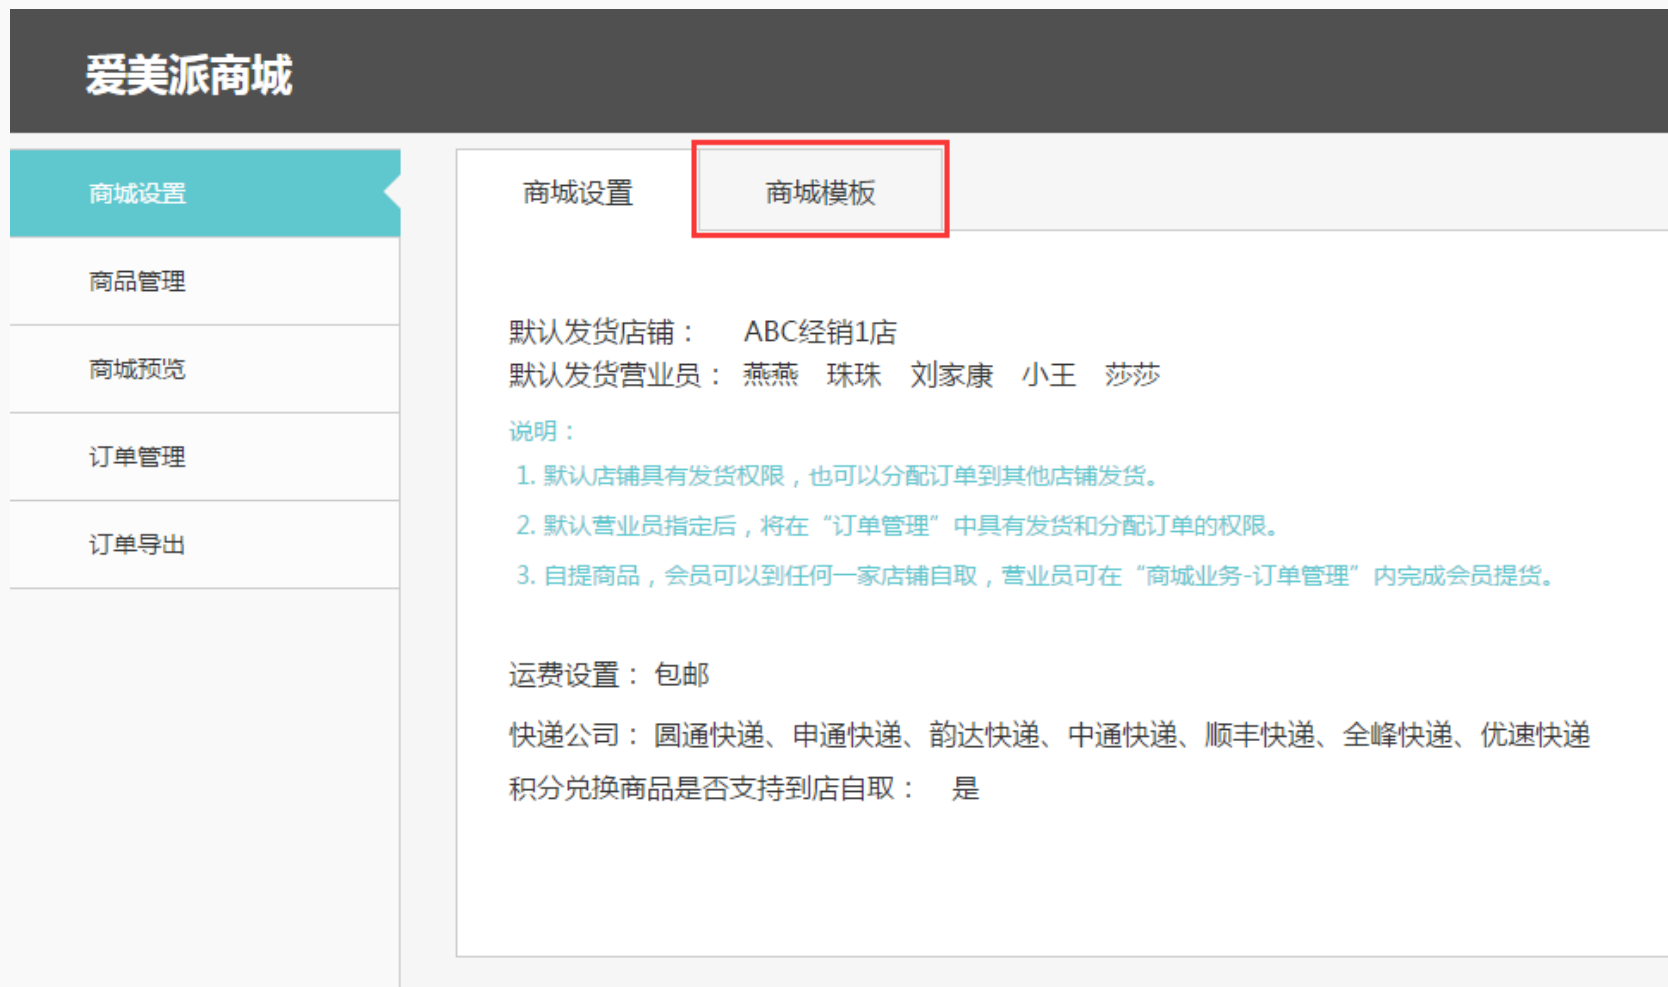 爱美派商城
商城设置
商品管理
商城预览
订单管理
订单导出
商城设置 商城模板
默认发货店铺： ABC经销1店
默认发货营业员： 燕燕 珠珠 刘家康 小王 莎莎
说明：
1. 默认店铺具有发货权限，也可以分配订单到其他店铺发货。
2. 默认营业员指定后，将在“订单管理”中具有发货和分配订单的权限。
3. 自提商品，会员可以到任何一家店铺自取，营业员可在“商城业务-订单管理”内完成会员提货。
运费设置： 包邮
快递公司： 圆通快递、申通快递、韵达快递、中通快递、顺丰快递、全峰快递、优速快递
积分兑换商品是否支持到店自取： 是